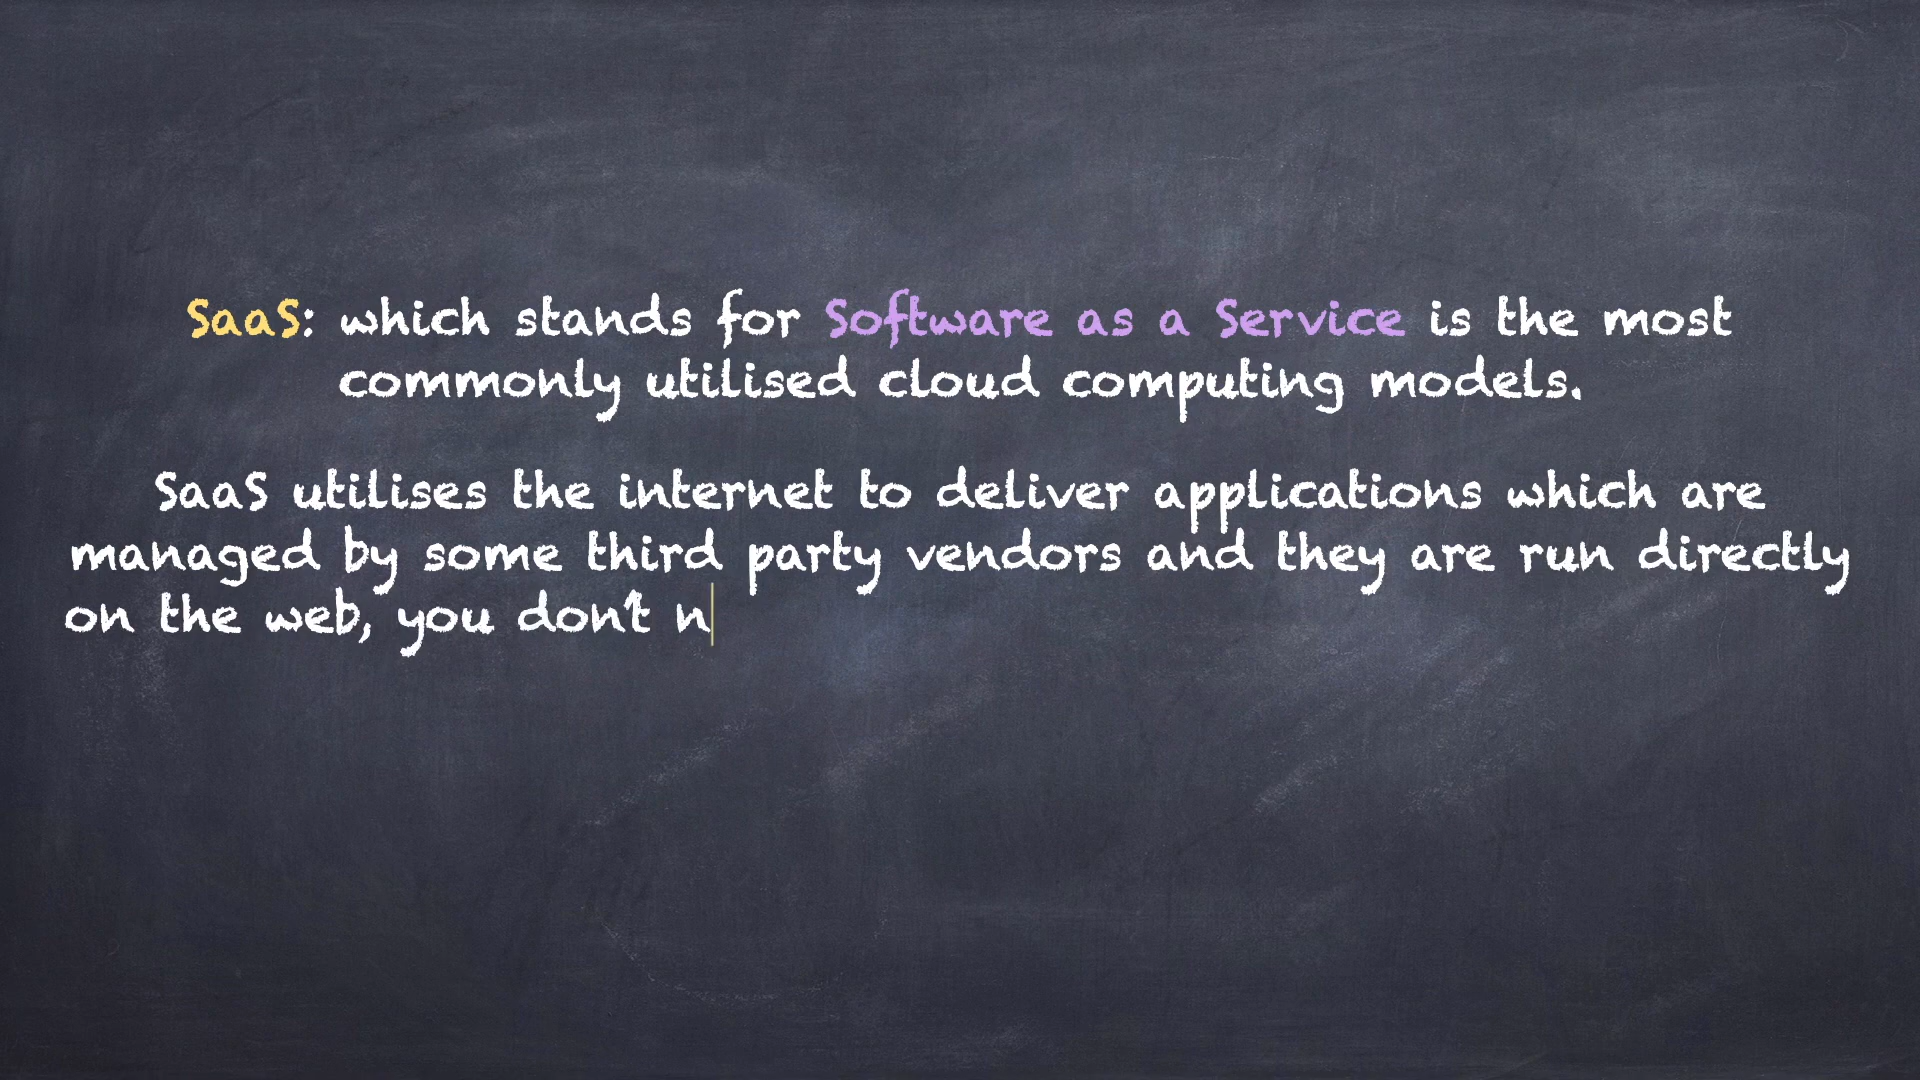 SaaS: which stands for Software as a Service is the most
commonly utilised cloud computing models.
SaaS utilises the internet to deliver applications which are
managed by some third party vendors and they are run directly
on the web, you don't n